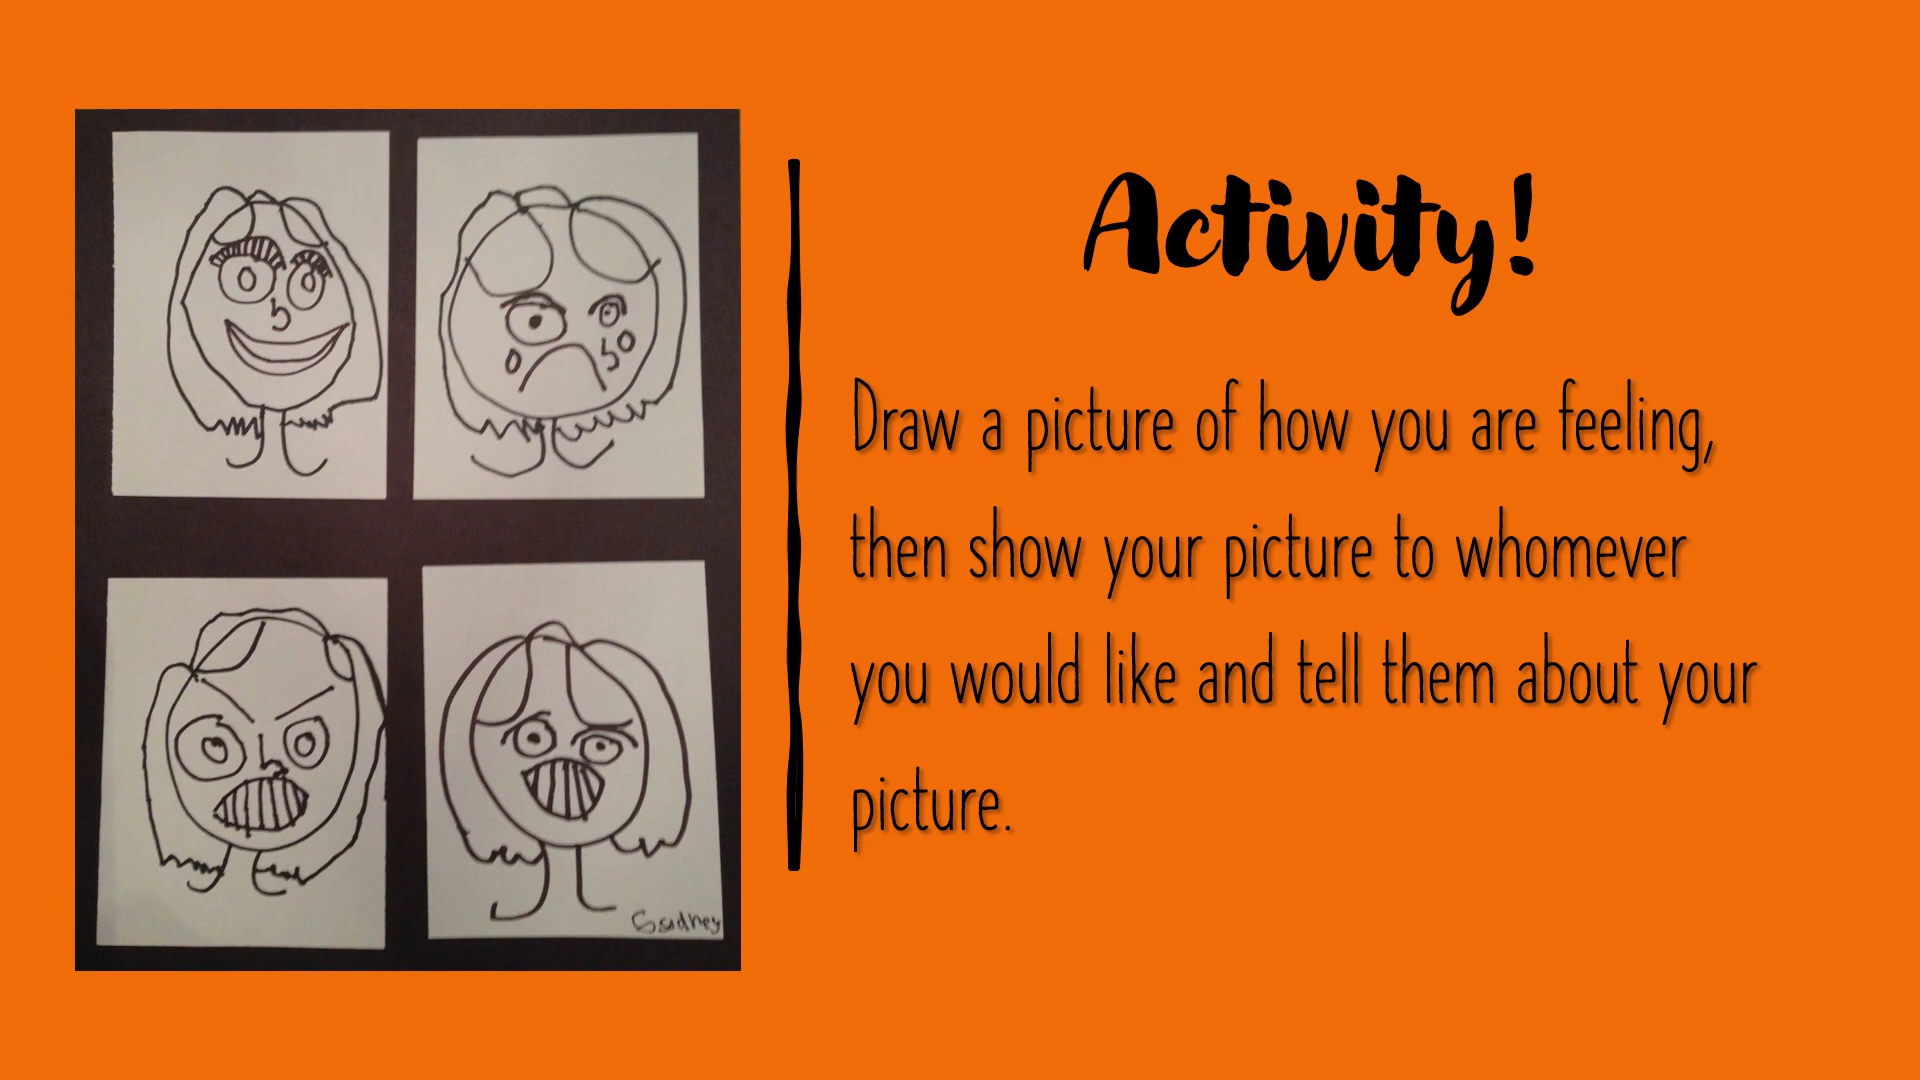 Activity!
Draw a picture of how you are feeling,
then show your picture to whomever
you would like and tell them about your
picture.